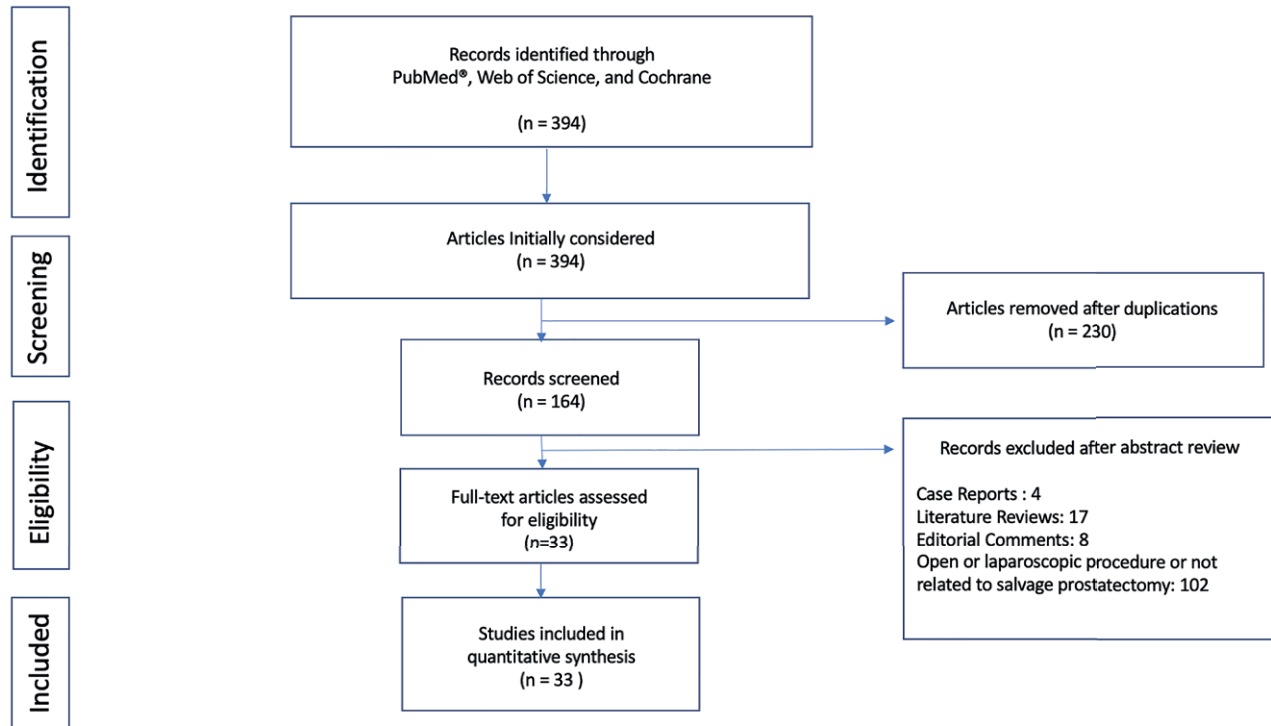 Identification
Records identified through
PubMed®, Web of Science, and Cochrane
(n = 394)
Screening
Articles Initially considered
(n = 394)
Articles removed after duplications
(n = 230)
Records screened
(n = 164)
Eligibility
Records excluded after abstract review
Case Reports : 4
Literature Reviews: 17
Editorial Comments: 8
Open or laparoscopic procedure or not
related to salvage prostatectomy: 102
Full-text articles assessed
for eligibility
(n=33)
Included
Studies included in
quantitative synthesis
(n = 33 )